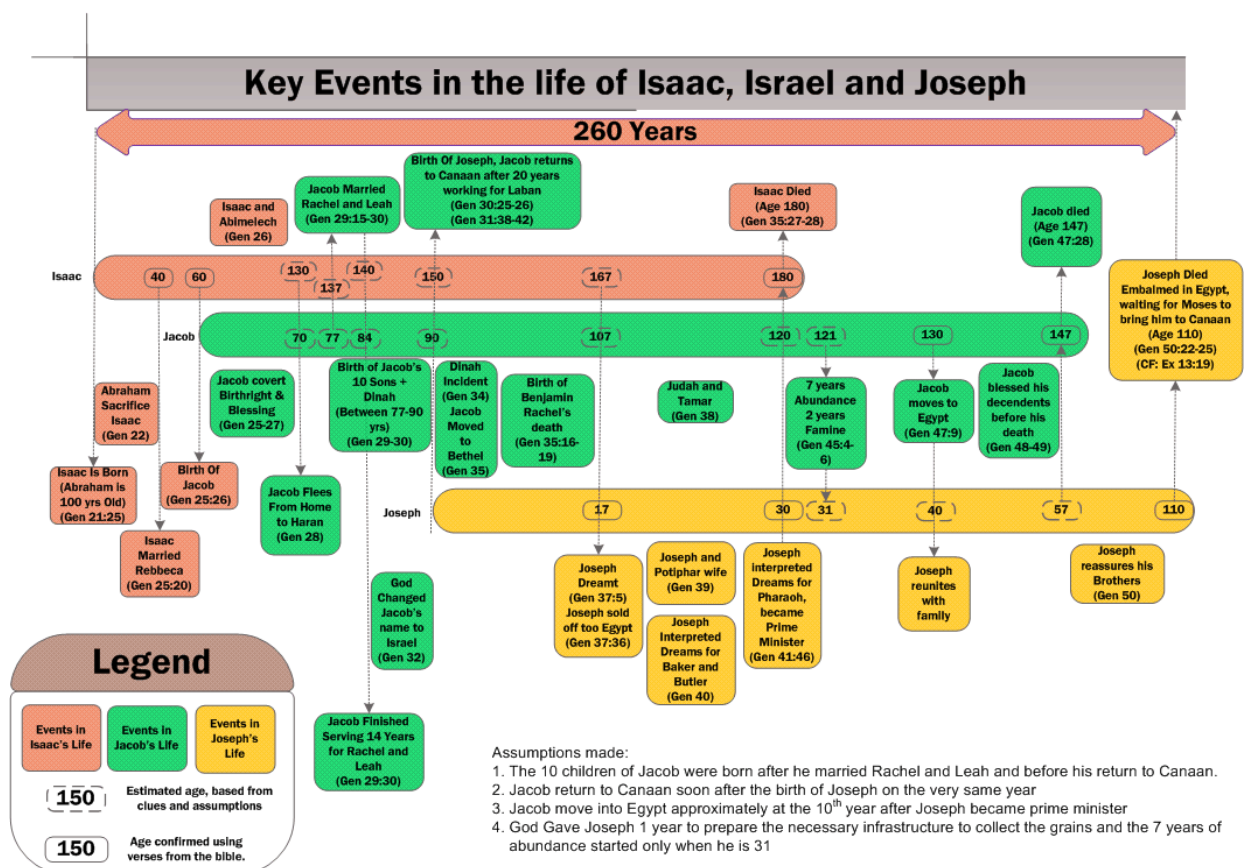 Key Events in the life of Isaac, Israel and Joseph
260 Years
Isaac and
Abimelech
(Gen 26)
Jacob Married
Rachel and Leah
(Gen 29:15-30)
Birth Of Joseph, Jacob returns
to Canaan after 20 years
working for Laban
(Gen 30:25-26)
(Gen 31:38-42)
Isaac Died
(Age 180)
(Gen 35:27-28)
Jacob died
(Age 147)
(Gen 47:28)
Isaac
40
60
130
137
140
150
167
180
Joseph Died
Embalmed in Egypt,
waiting for Moses to
bring him to Canaan
(Age 110)
(Gen 50:22-25)
(CF: Ex 13:19)
Jacob
70
77
84
90
107
120
121
130
147
Abraham
Sacrifice
Isaac
(Gen 22)
Jacob covert
Birthright &
Blessing
(Gen 25-27)
Birth of Jacob's
10 Sons +
Dinah
(Between 77-90
yrs)
(Gen 29-30)
Dinah
Incident
(Gen 34)
Jacob
Moved to
Bethel
(Gen 35)
Birth of
Benjamin
Rachel's
death
(Gen 35:16-
19)
Judah and
Tamar
(Gen 38)
7 years
Abundance
2 years
Famine
(Gen 45:4-
6)
Jacob
moves to
Egypt
(Gen 47:9)
Jacob
blessed his
decendents
before his
death
(Gen 48-49)
Isaac Is Born
(Abraham is
100 yrs Old)
(Gen 21:25)
Birth Of
Jacob
(Gen 25:26)
Jacob Flees
From Home
to Haran
(Gen 28)
Isaac
Married
Rebbeca
(Gen 25:20)
Joseph
17
30
31
40
57
110
God
Changed
Jacob's
name to
Israel
(Gen 32)
Joseph
Dreamt
(Gen 37:5)
Joseph sold
off too Egypt
(Gen 37:36)
Joseph and
Potiphar wife
(Gen 39)
Joseph
Interpreted
Dreams for
Baker and
Butler
(Gen 40)
Joseph
interpreted
Dreams for
Pharaoh,
became
Prime
Minister
(Gen 41:46)
Joseph
reunites
with
family
Joseph
reassures his
Brothers
(Gen 50)
Jacob Finished
Serving 14 Years
for Rachel and
Leah
(Gen 29:30)
Legend
Events in
Isaac's Life
Events in
Jacob's Life
Events in
Joseph's
Life
150
Estimated age, based from
clues and assumptions
150
Age confirmed using
verses from the bible.
Assumptions made:
1. The 10 children of Jacob were born after he married Rachel and Leah and before his return to Canaan.
2. Jacob return to Canaan soon after the birth of Joseph on the very same year
3. Jacob move into Egypt approximately at the 10th year after Joseph became prime minister
4. God Gave Joseph 1 year to prepare the necessary infrastructure to collect the grains and the 7 years of
abundance started only when he is 31